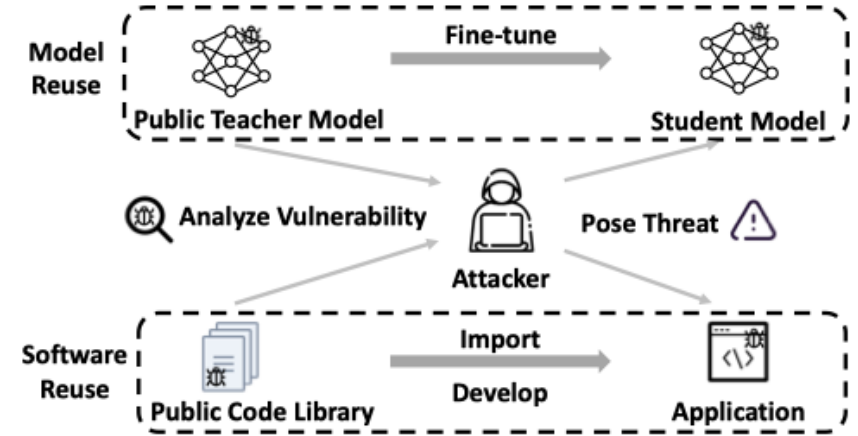 Model
Reuse
Fine-tune
Public Teacher Model
Student Model
Analyze Vulnerability
Attacker
Pose Threat
Software
Reuse
Import
Develop
Public Code Library
</>
Application